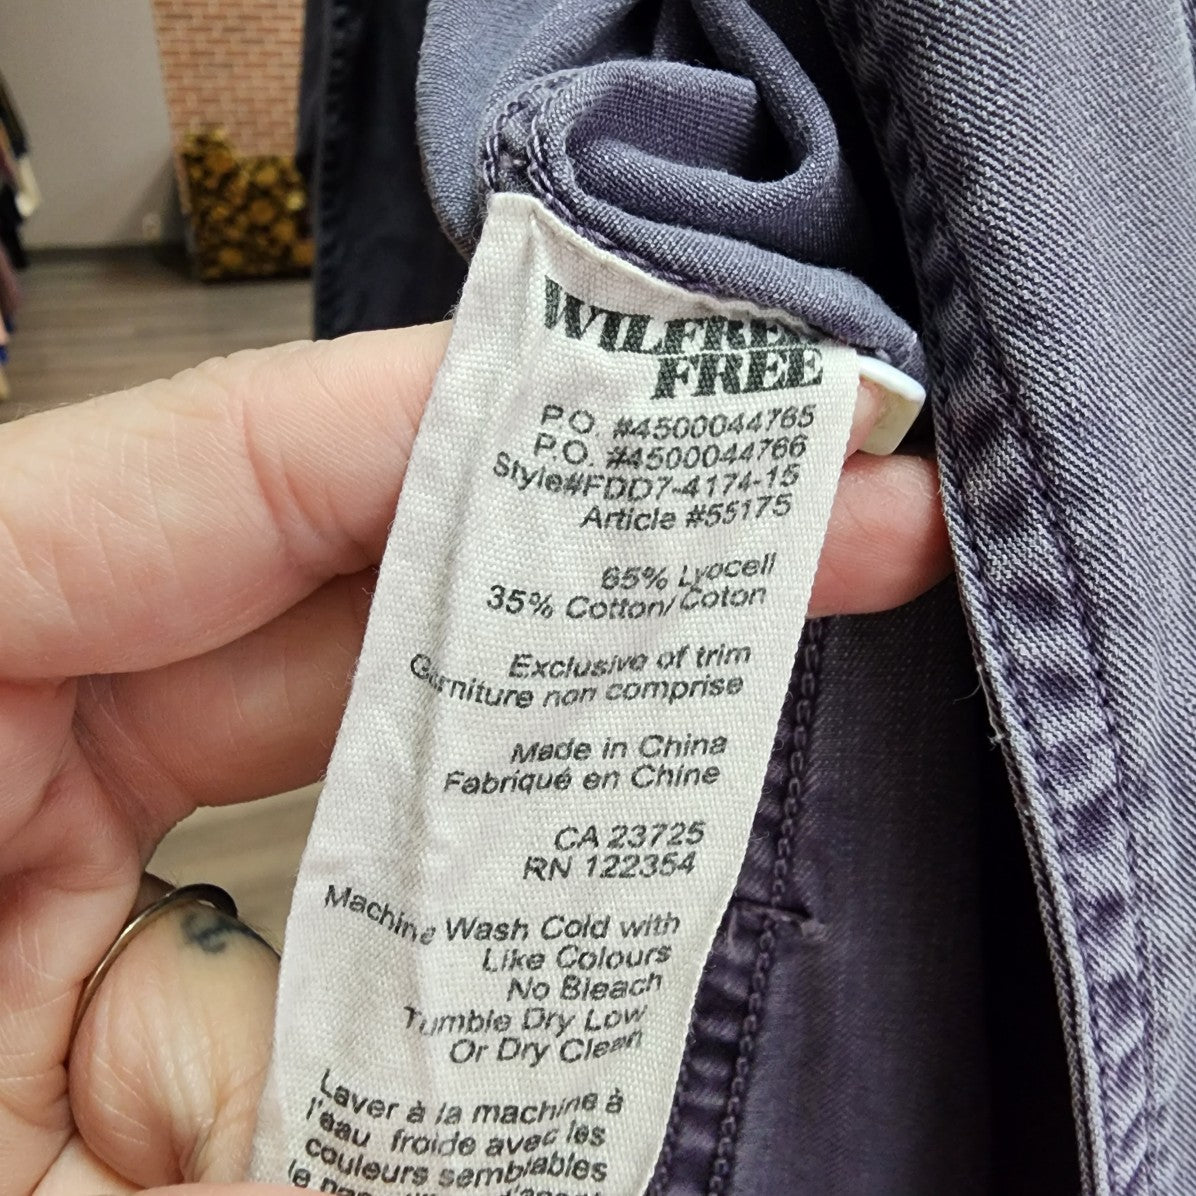 WILFRED
FREE
P.O. #4500044765
P.O. #4500044766
Style#FDD7-4174-15
Article #55175
65% Lyocell
35% Cotton/Coton
Exclusive of trim
Garniture non comprise
Made in China
Fabriqué en Chine
CA 23725
RN 122354
Machine Wash Cold with
Like Colours
No Bleach
Tumble Dry Low
Or Dry Clean
Laver à la machine à
l'eau froide avec les
couleurs semblables